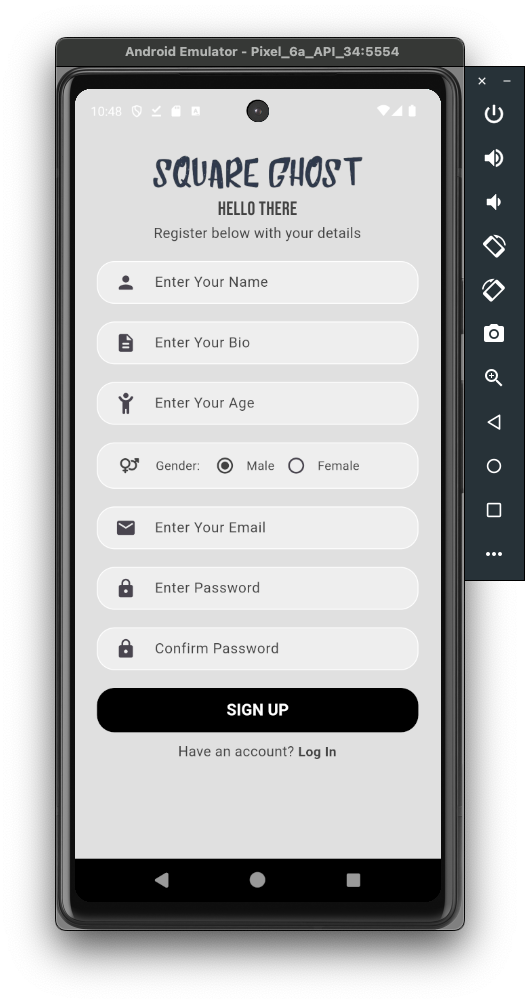 Android Emulator - Pixel_6a_API_34:5554
10:48
SQUARE GHOST
HELLO THERE
Register below with your details
Enter Your Name
Enter Your Bio
Enter Your Age
Gender: Male Female
Enter Your Email
Enter Password
Confirm Password
SIGN UP
Have an account? Log In